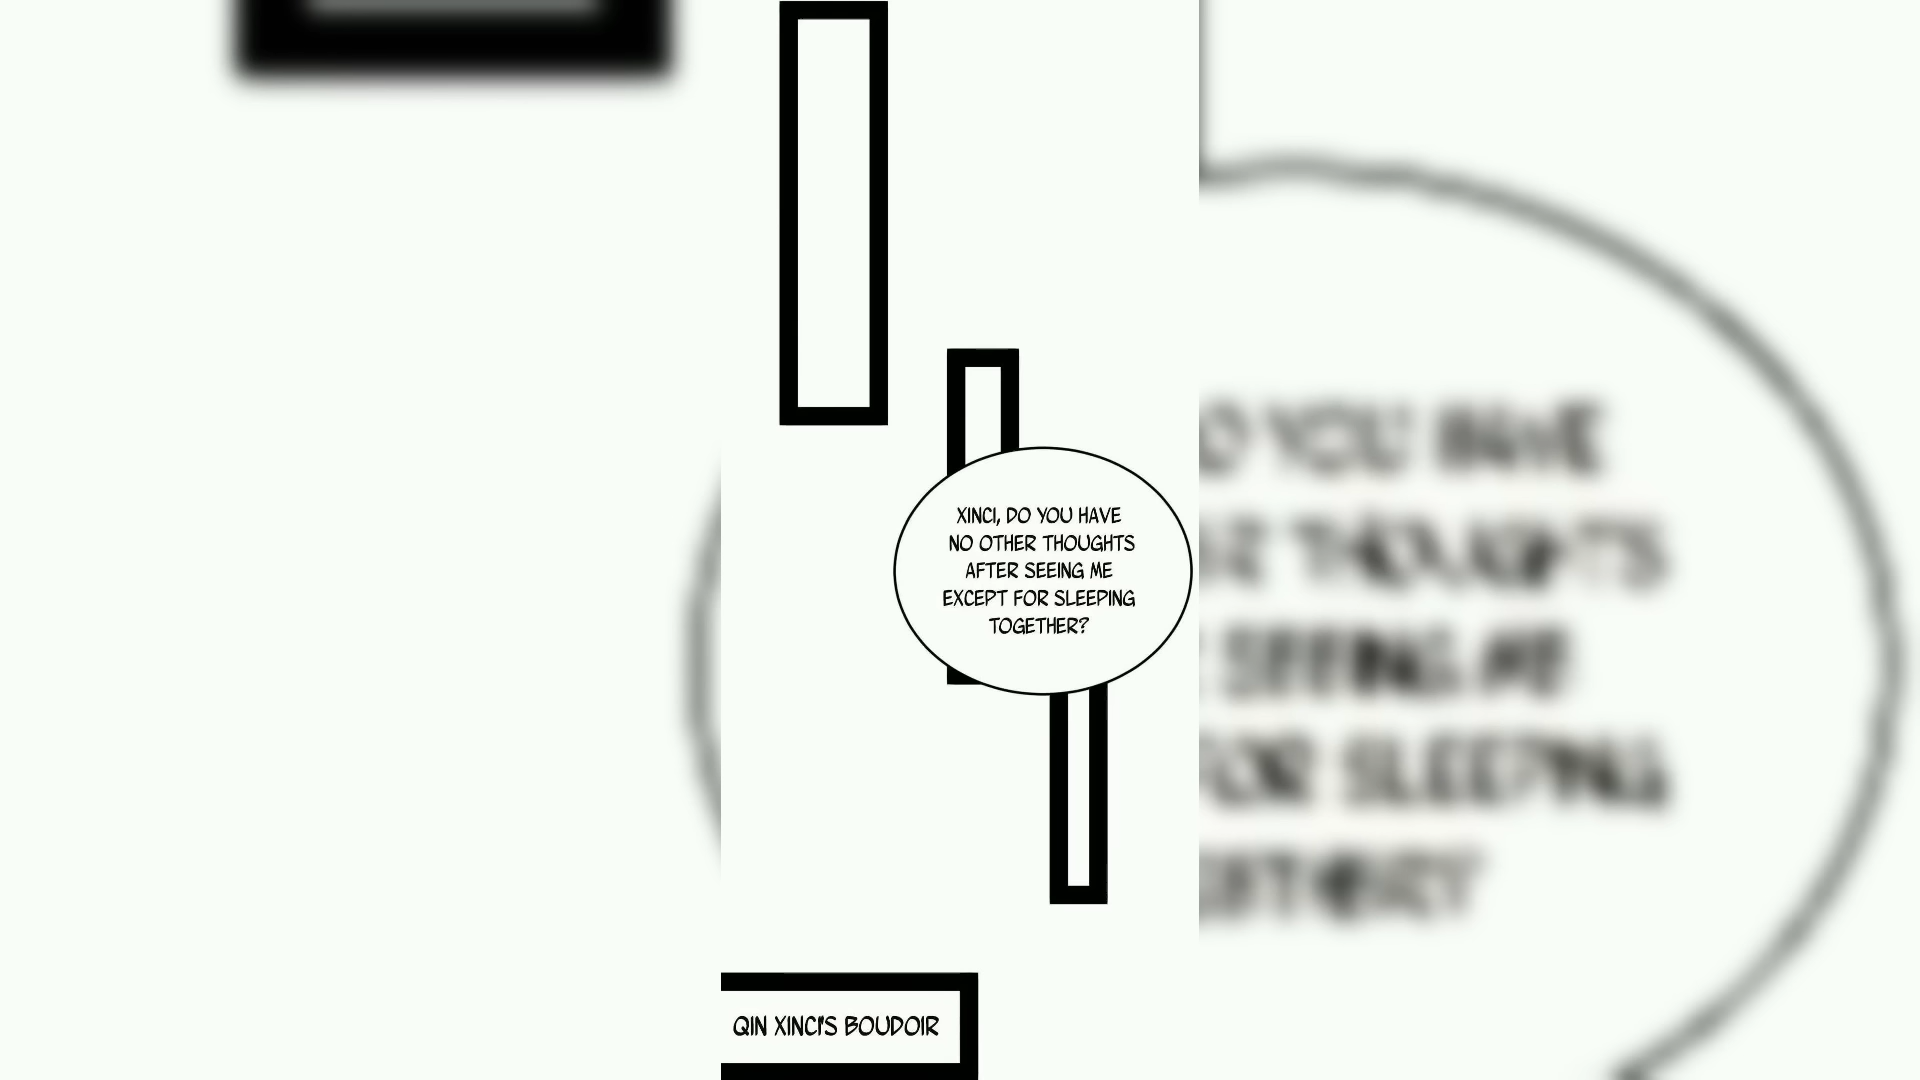 XINCI, DO YOU HAVE
NO OTHER THOUGHTS
AFTER SEEING ME
EXCEPT FOR SLEEPING
TOGETHER?
QIN XINCI'S BOUDOIR